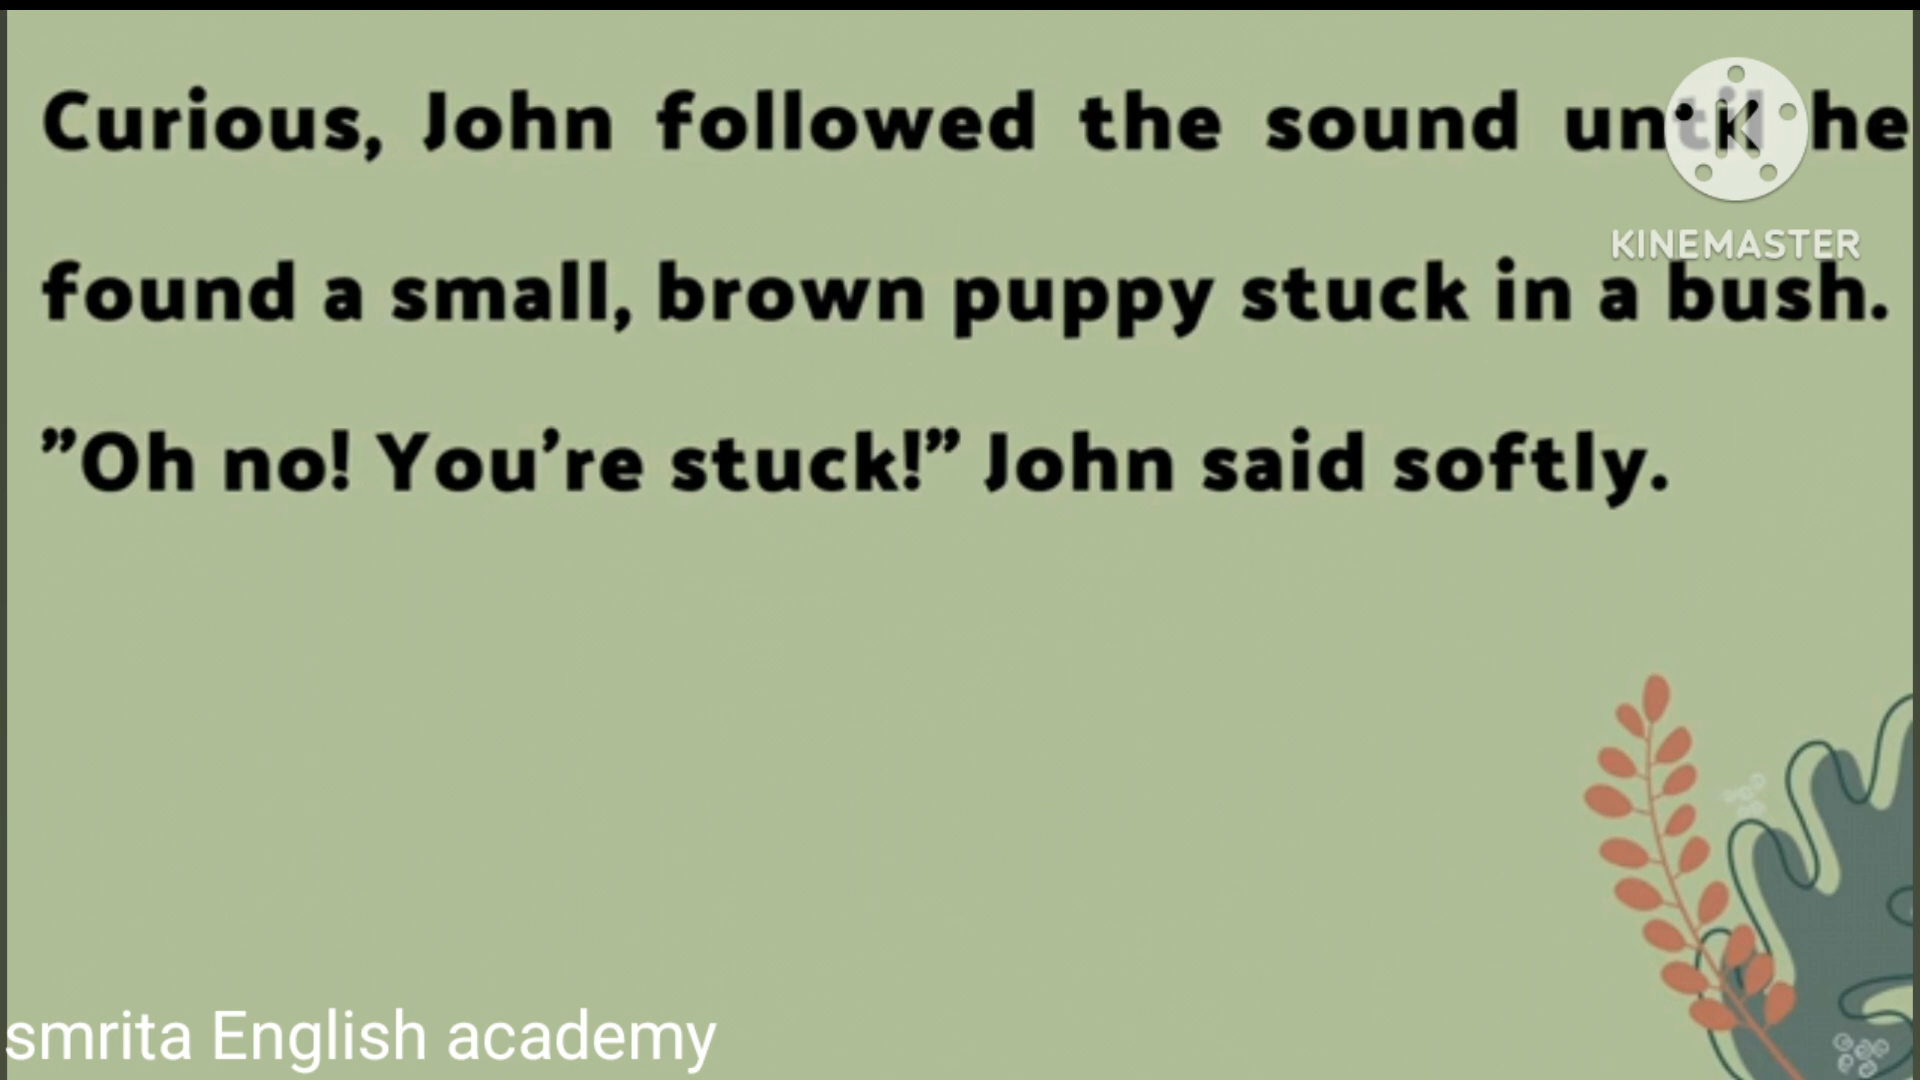 Curious, John followed the sound until he
KINEMASTER
found a small, brown puppy stuck in a bush.
”Oh no! You’re stuck!” John said softly.
smrita English academy